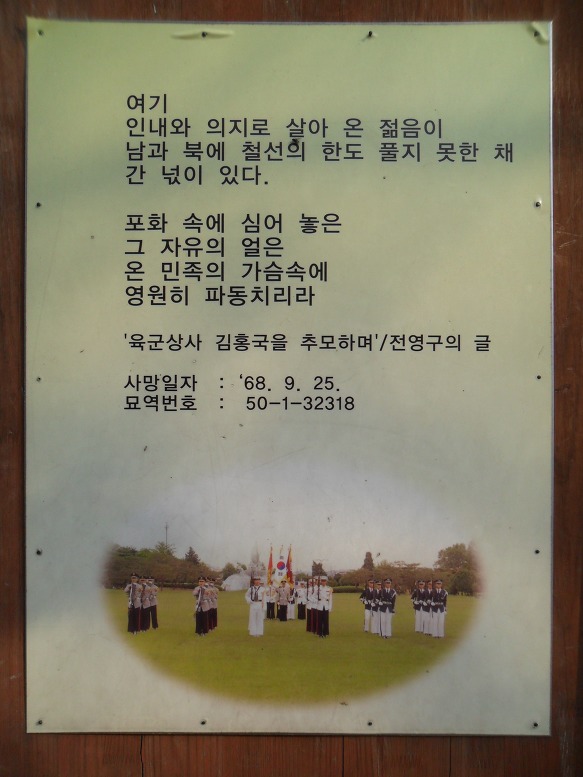 여기
인내와 의지로 살아 온 젊음이
남과 북에 철선의 한도 풀지 못한 채
간 넋이 있다.
포화 속에 심어 놓은
그 자유의 얼은
온 민족의 가슴속에
영원히 파동치리라
'육군상사 김홍국을 추모하며'/전영구의 글
사망일자 : ‘68. 9. 25.
묘역번호 : 50-1-32318